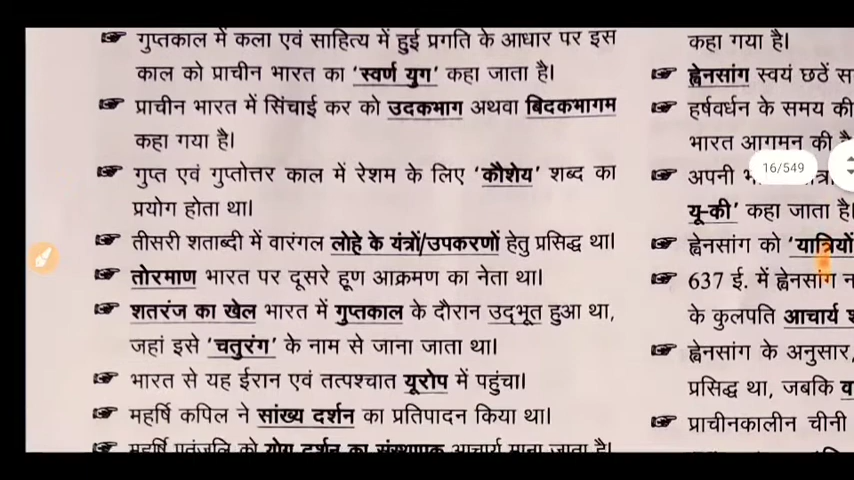 गुप्तकाल में कला एवं साहित्य में हुई प्रगति के आधार पर इस
काल को प्राचीन भारत का 'स्वर्ण युग' कहा जाता है।
प्राचीन भारत में सिंचाई कर को उदकभाग अथवा बिदकभागम
कहा गया है।
गुप्त एवं गुप्तोत्तर काल में रेशम के लिए 'कौशेय' शब्द का
प्रयोग होता था।
तीसरी शताब्दी में वारंगल लोहे के यंत्रों/उपकरणों हेतु प्रसिद्ध था।
तोरमाण भारत पर दूसरे हूण आक्रमण का नेता था।
शतरंज का खेल भारत में गुप्तकाल के दौरान उद्भूत हुआ था,
जहां इसे 'चतुरंग' के नाम से जाना जाता था।
भारत से यह ईरान एवं तत्पश्चात यूरोप में पहुंचा।
महर्षि कपिल ने सांख्य दर्शन का प्रतिपादन किया था।
महर्षि पतंजलि को योग दर्शन का संस्थापक आचार्य माना जाता है।
कहा गया है।
ह्वेनसांग स्वयं छठें
हर्षवर्धन के समय की
भारत आगमन की
16/549
अपनी
यू-की' कहा जाता है।
ह्वेनसांग को 'यात्रियों
637 ई. में ह्वेनसांग
के कुलपति आचार्य
ह्वेनसांग के अनुसार,
प्रसिद्ध था, जबकि
प्राचीनकालीन चीनी